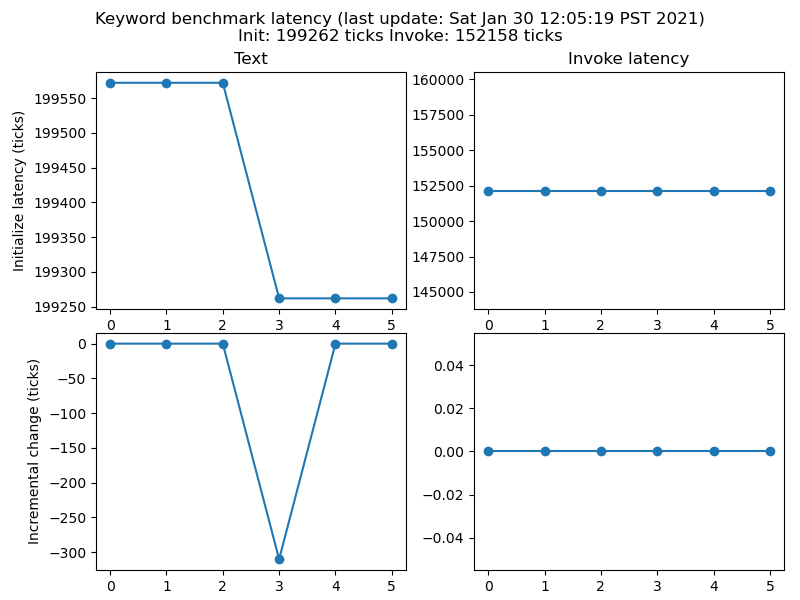 Keyword benchmark latency (last update: Sat Jan 30 12:05:19 PST 2021)
Init: 199262 ticks Invoke: 152158 ticks
Text
Initialize latency (ticks)
199550
199500
199450
199400
199350
199300
199250
0 1 2 3 4 5
Invoke latency
160000
157500
155000
152500
150000
147500
145000
0 1 2 3 4 5
Incremental change (ticks)
0
−50
−100
−150
−200
−250
−300
0 1 2 3 4 5
0.04
0.02
0.00
−0.02
−0.04
0 1 2 3 4 5